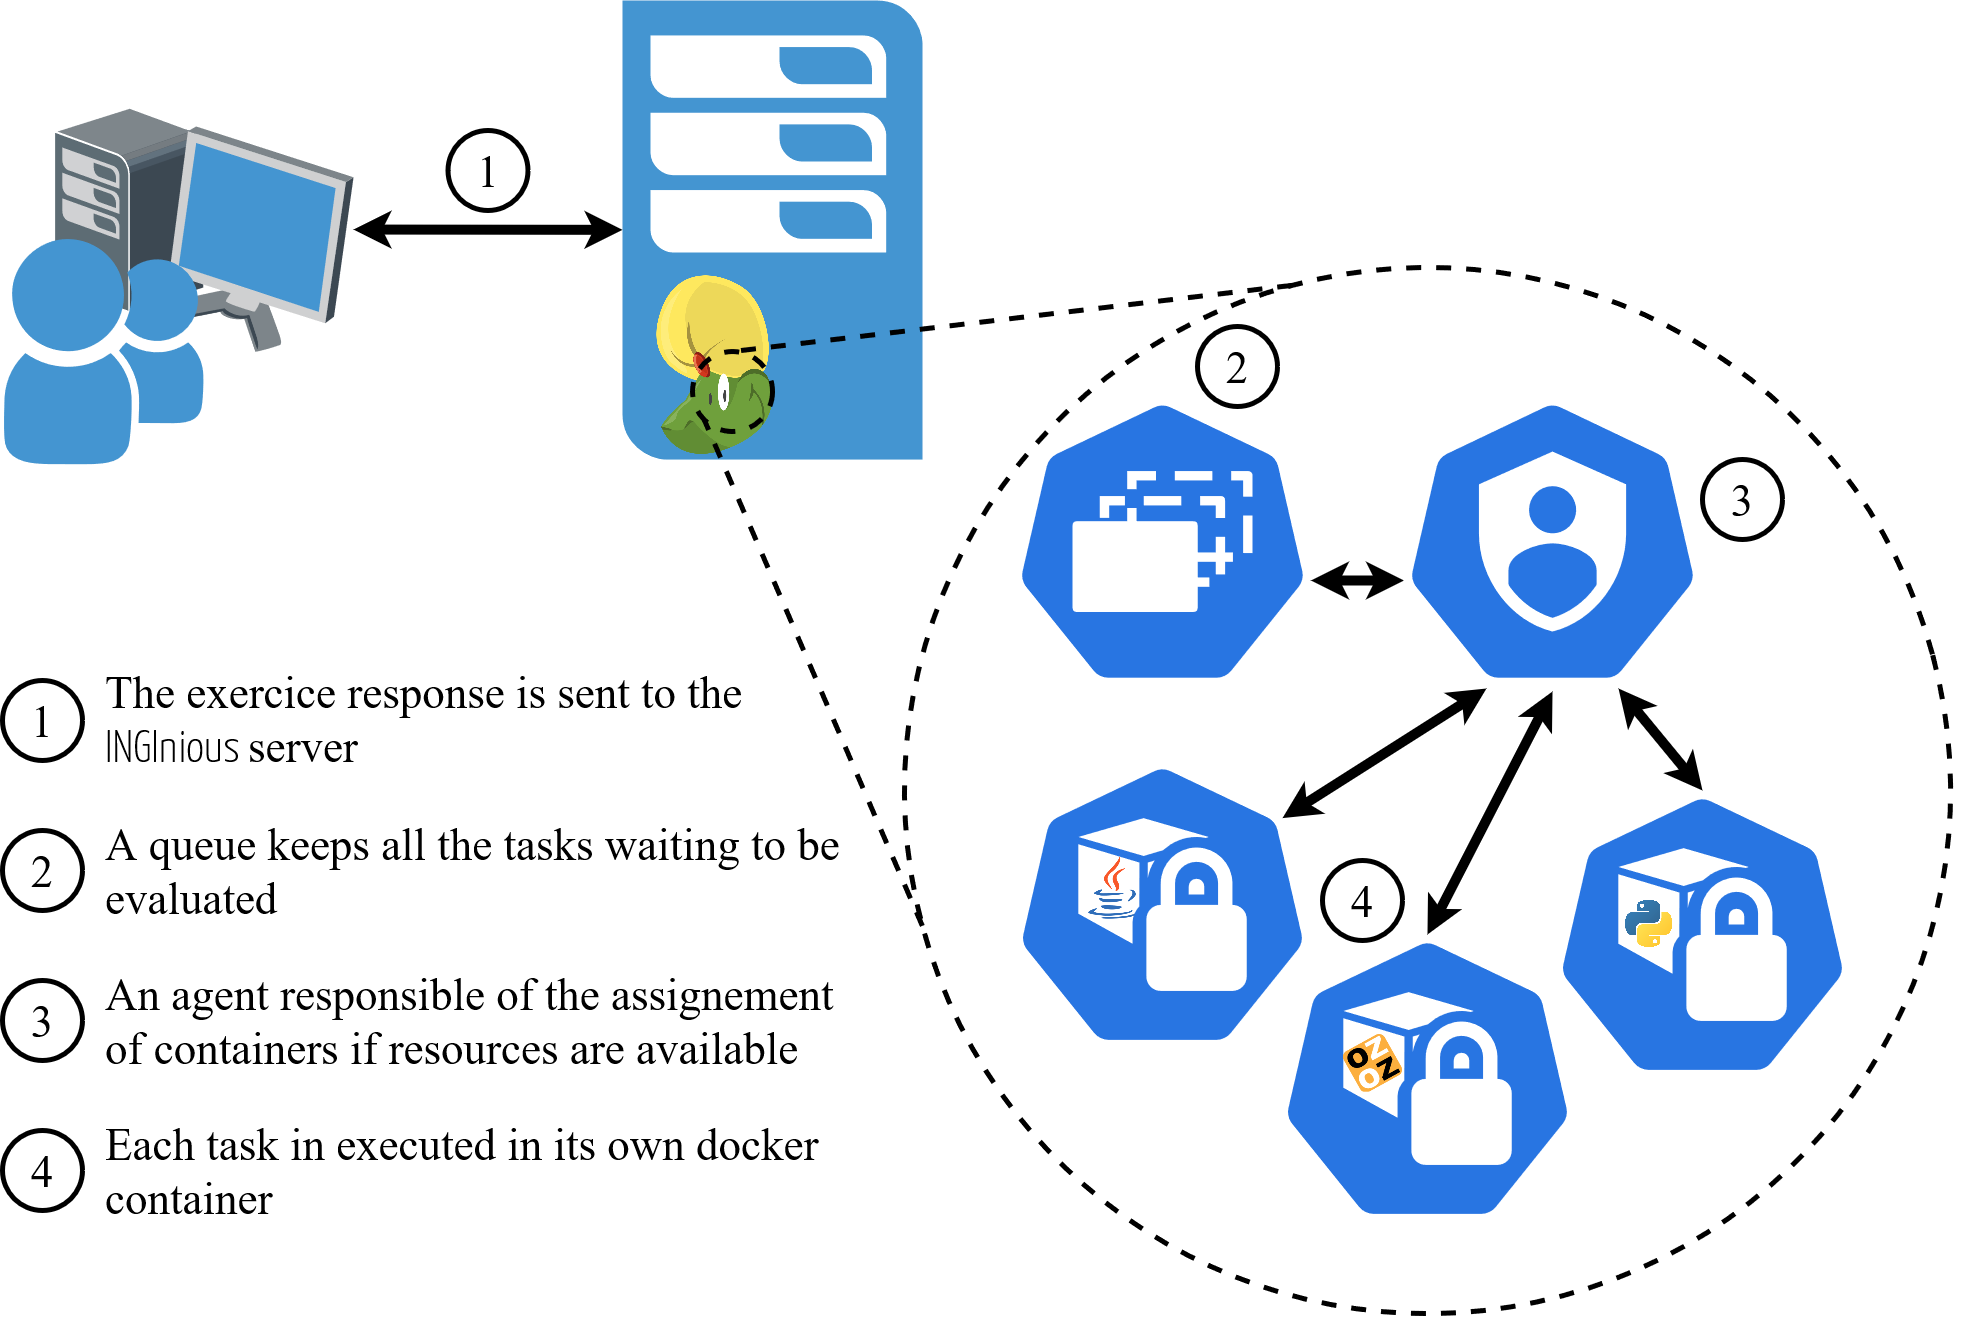 1
2
3
4
OZ
OZ
1
The exercice response is sent to the
INGInious server
2
A queue keeps all the tasks waiting to be
evaluated
3
An agent responsible of the assignement
of containers if resources are available
4
Each task in executed in its own docker
container